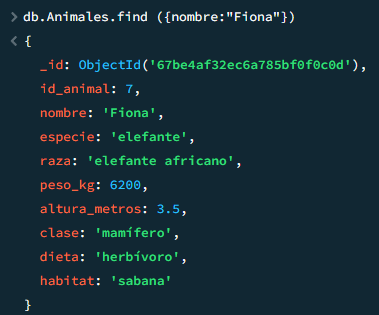 > db.Animales.find ({nombre:"Fiona"})
< {
_id: ObjectId('67be4af32ec6a785bf0f0c0d'),
id_animal: 7,
nombre: 'Fiona',
especie: 'elefante',
raza: 'elefante africano',
peso_kg: 6200,
altura_metros: 3.5,
clase: 'mamífero',
dieta: 'herbívoro',
habitat: 'sabana'
}